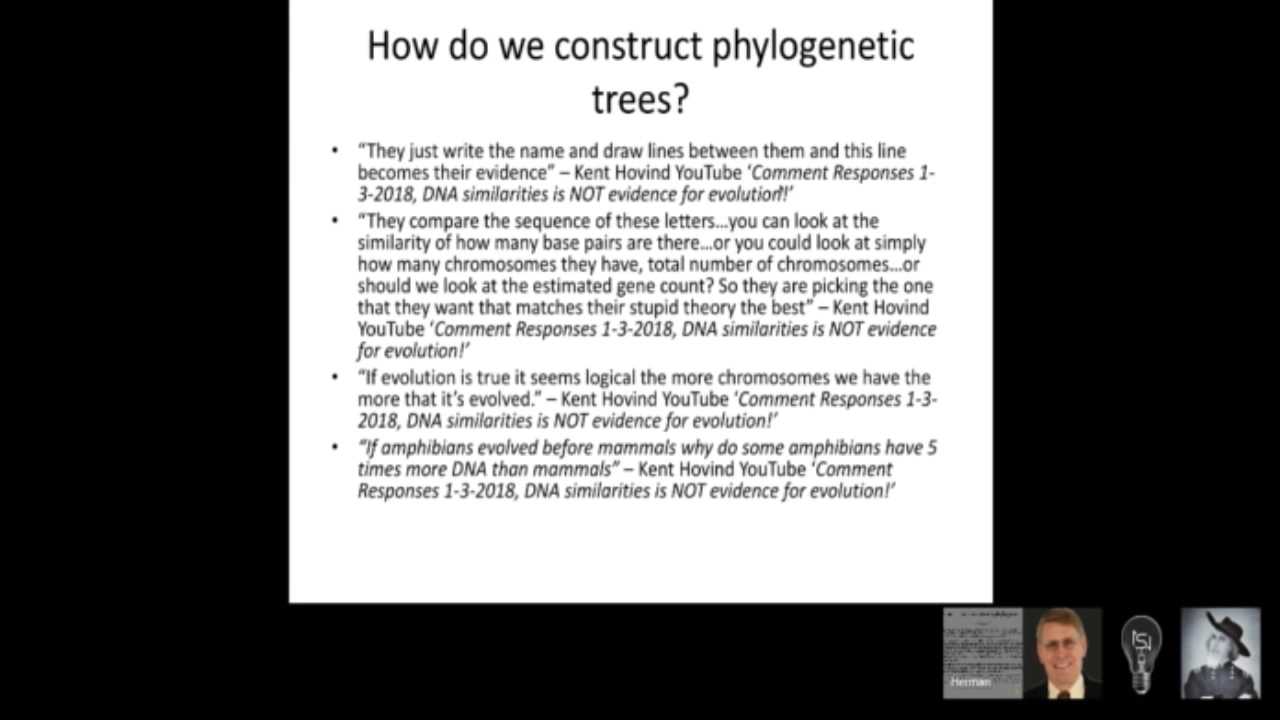 How do we construct phylogenetic
trees?
• “They just write the name and draw lines between them and this line
becomes their evidence” – Kent Hovind YouTube ‘Comment Responses 1-
3-2018, DNA similarities is NOT evidence for evolution!’
• “They compare the sequence of these letters…you can look at the
similarity of how many base pairs are there…or you could look at simply
how many chromosomes they have, total number of chromosomes…or
should we look at the estimated gene count? So they are picking the one
that they want that matches their stupid theory the best” – Kent Hovind
YouTube ‘Comment Responses 1-3-2018, DNA similarities is NOT evidence
for evolution!’
• “If evolution is true it seems logical the more chromosomes we have the
more that it’s evolved.” – Kent Hovind YouTube ‘Comment Responses 1-3-
2018, DNA similarities is NOT evidence for evolution!’
• “If amphibians evolved before mammals why do some amphibians have 5
times more DNA than mammals” – Kent Hovind YouTube ‘Comment
Responses 1-3-2018, DNA similarities is NOT evidence for evolution!’
Herman